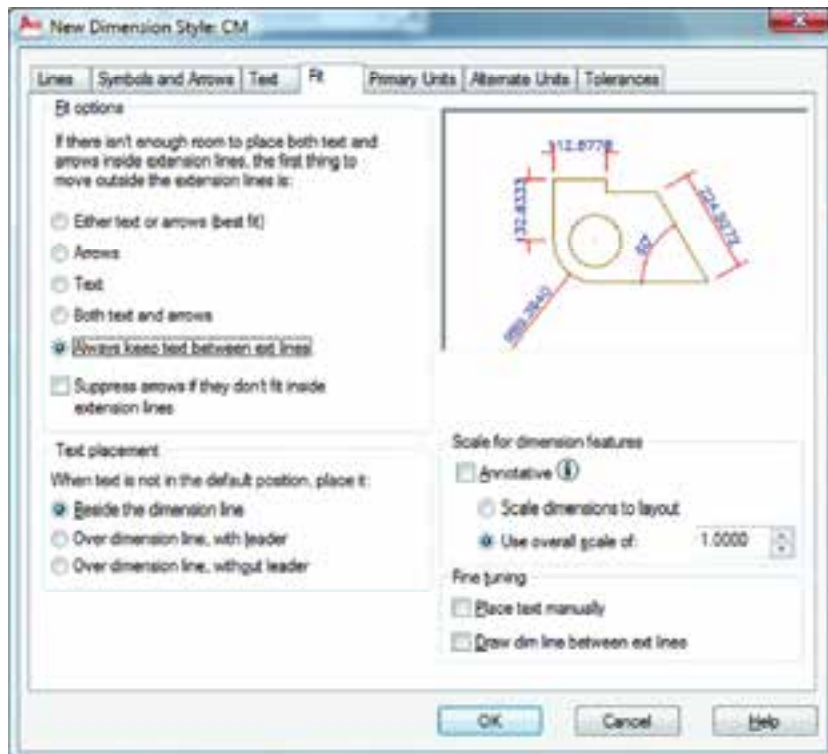 New Dimension Style: CM
Lines
Symbols and Arrows
Text
Fit
Primary Units
Alternate Units
Tolerances
Fit options
If there isn't enough room to place both text and
arrows inside extension lines, the first thing to
move outside the extension lines is:
Either text or arrows (best fit)
Arrows
Text
Both text and arrows
Always keep text between ext lines
Suppress arrows if they don't fit inside
extension lines
Text placement
When text is not in the default position, place it:
Beside the dimension line
Over dimension line, with leader
Over dimension line, without leader
Scale for dimension features
Annotative
Scale dimensions to layout
Use overall scale of:
1.0000
Fine tuning
Place text manually
Draw dim line between ext lines
OK
Cancel
Help